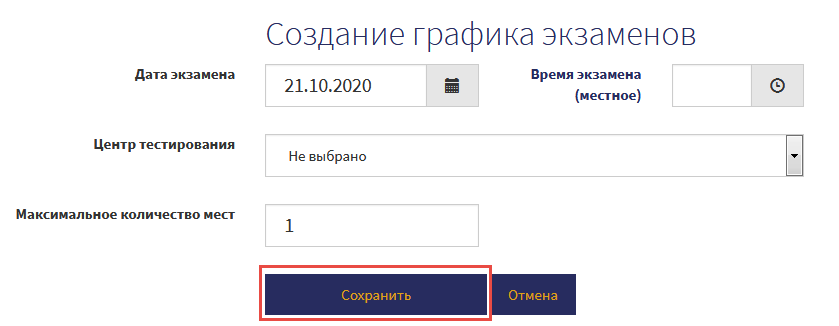 Создание графика экзаменов
Дата экзамена
21.10.2020
Время экзамена
(местное)
Центр тестирования
Не выбрано
Максимальное количество мест
1
Сохранить
Отмена